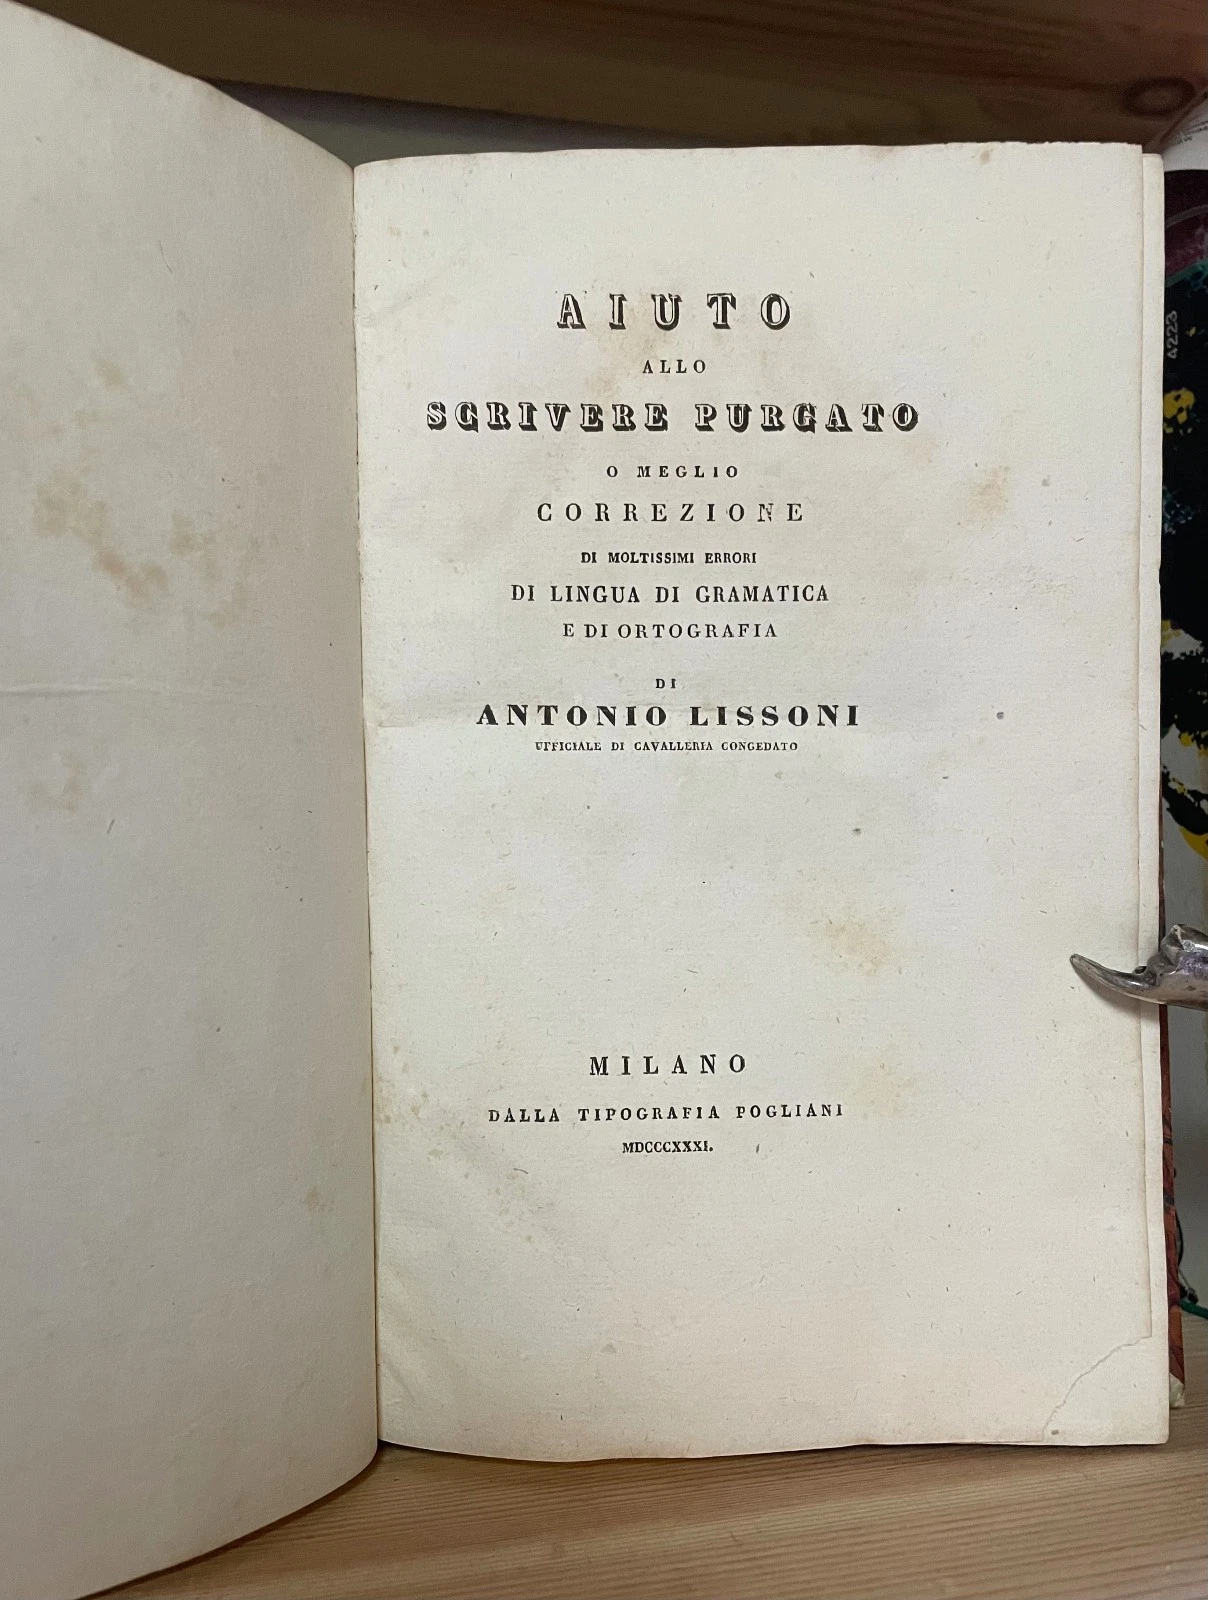 AIUTO
ALLO
SCRIVERE PURGATO
O MEGLIO
CORREZIONE
DI MOLTISSIMI ERRORI
DI LINGUA DI GRAMATICA
E DI ORTOGRAFIA
DI
ANTONIO LISSONI
UFFICIALE DI CAVALLERIA CONGEDATO
MILANO
DALLA TIPOGRAFIA POGLIANI
MDCCCXXXI.
4223